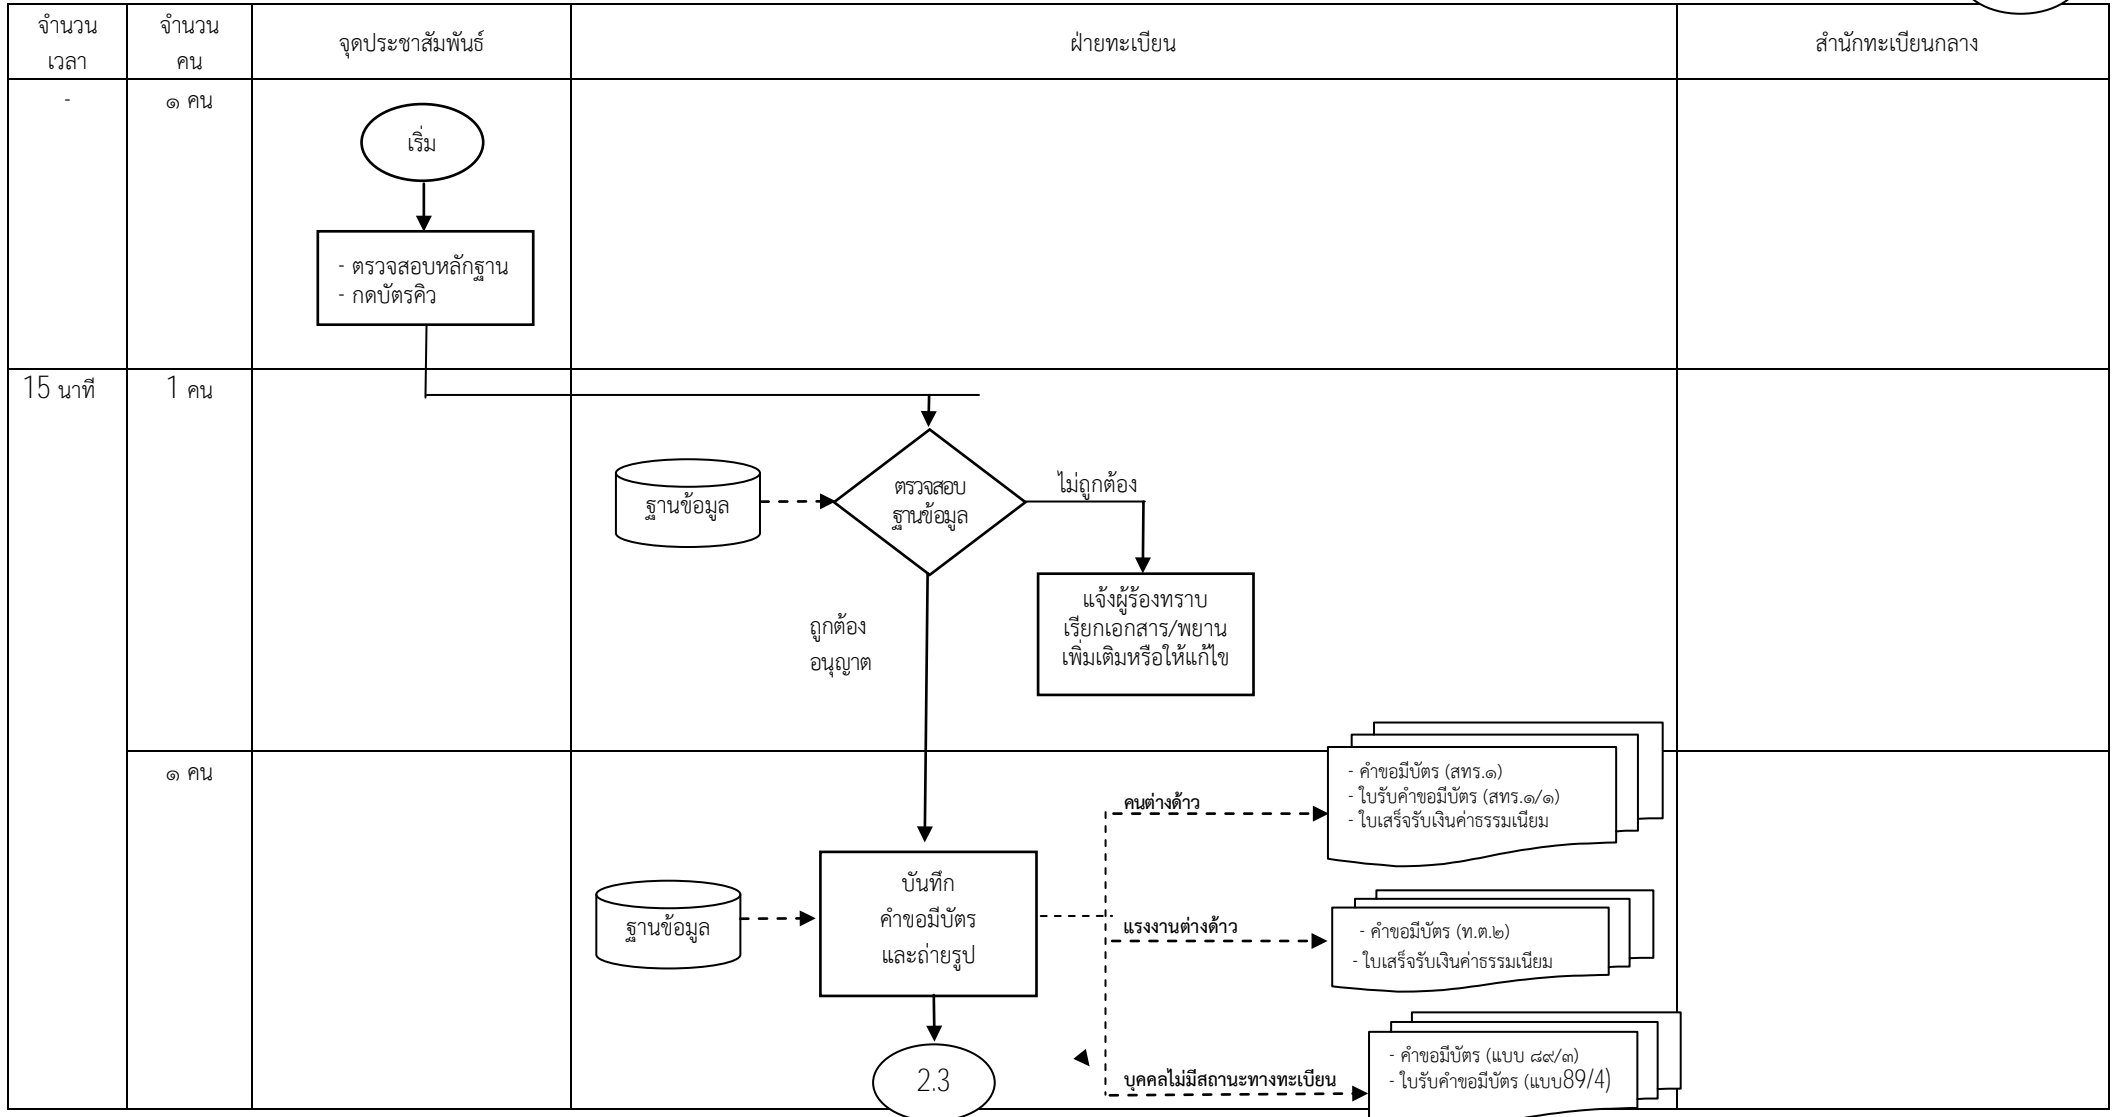 จำนวน
เวลา
จำนวน
คน
จุดประชาสัมพันธ์
ฝ่ายทะเบียน
สำนักทะเบียนกลาง
-
๑ คน
เริ่ม
- ตรวจสอบหลักฐาน
- กดบัตรคิว
15 นาที
1 คน
ฐานข้อมูล
ตรวจสอบ
ฐานข้อมูล
ไม่ถูกต้อง
แจ้งผู้ร้องทราบ
เรียกเอกสาร/พยาน
เพิ่มเติมหรือให้แก้ไข
ถูกต้อง
อนุญาต
๑ คน
ฐานข้อมูล
บันทึก
คำขอมีบัตร
และถ่ายรูป
2.3
คนต่างด้าว
- คำขอมีบัตร (สทร.๑)
- ใบรับคำขอมีบัตร (สทร.๑/๑)
- ใบเสร็จรับเงินค่าธรรมเนียม
แรงงานต่างด้าว
- คำขอมีบัตร (ท.ต.๒)
- ใบเสร็จรับเงินค่าธรรมเนียม
บุคคลไม่มีสถานะทางทะเบียน
- คำขอมีบัตร (แบบ ๘๙/๓)
- ใบรับคำขอมีบัตร (แบบ89/4)